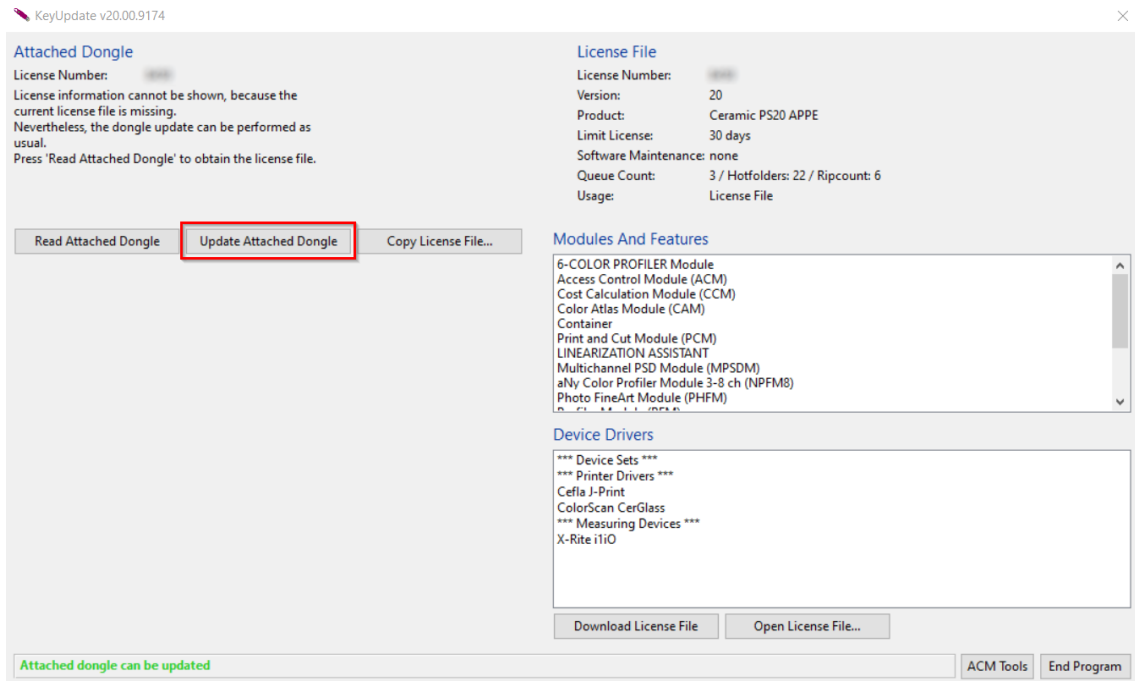 KeyUpdate v20.00.9174
Attached Dongle
License Number:
License information cannot be shown, because the
current license file is missing.
Nevertheless, the dongle update can be performed as
usual.
Press 'Read Attached Dongle' to obtain the license file.
Read Attached Dongle
Update Attached Dongle
Copy License File...
License File
License Number:
Version: 20
Product: Ceramic PS20 APPE
Limit License: 30 days
Software Maintenance: none
Queue Count: 3 / Hotfolders: 22 / Ripcount: 6
Usage: License File
Modules And Features
6-COLOR PROFILER Module
Access Control Module (ACM)
Cost Calculation Module (CCM)
Color Atlas Module (CAM)
Container
Print and Cut Module (PCM)
LINEARIZATION ASSISTANT
Multichannel PSD Module (MPSDM)
aNy Color Profiler Module 3-8 ch (NPFM8)
Photo FineArt Module (PHFM)
Device Drivers
*** Device Sets ***
*** Printer Drivers ***
Cefla J-Print
ColorScan CerGlass
*** Measuring Devices ***
X-Rite i1iO
Download License File
Open License File...
Attached dongle can be updated
ACM Tools
End Program